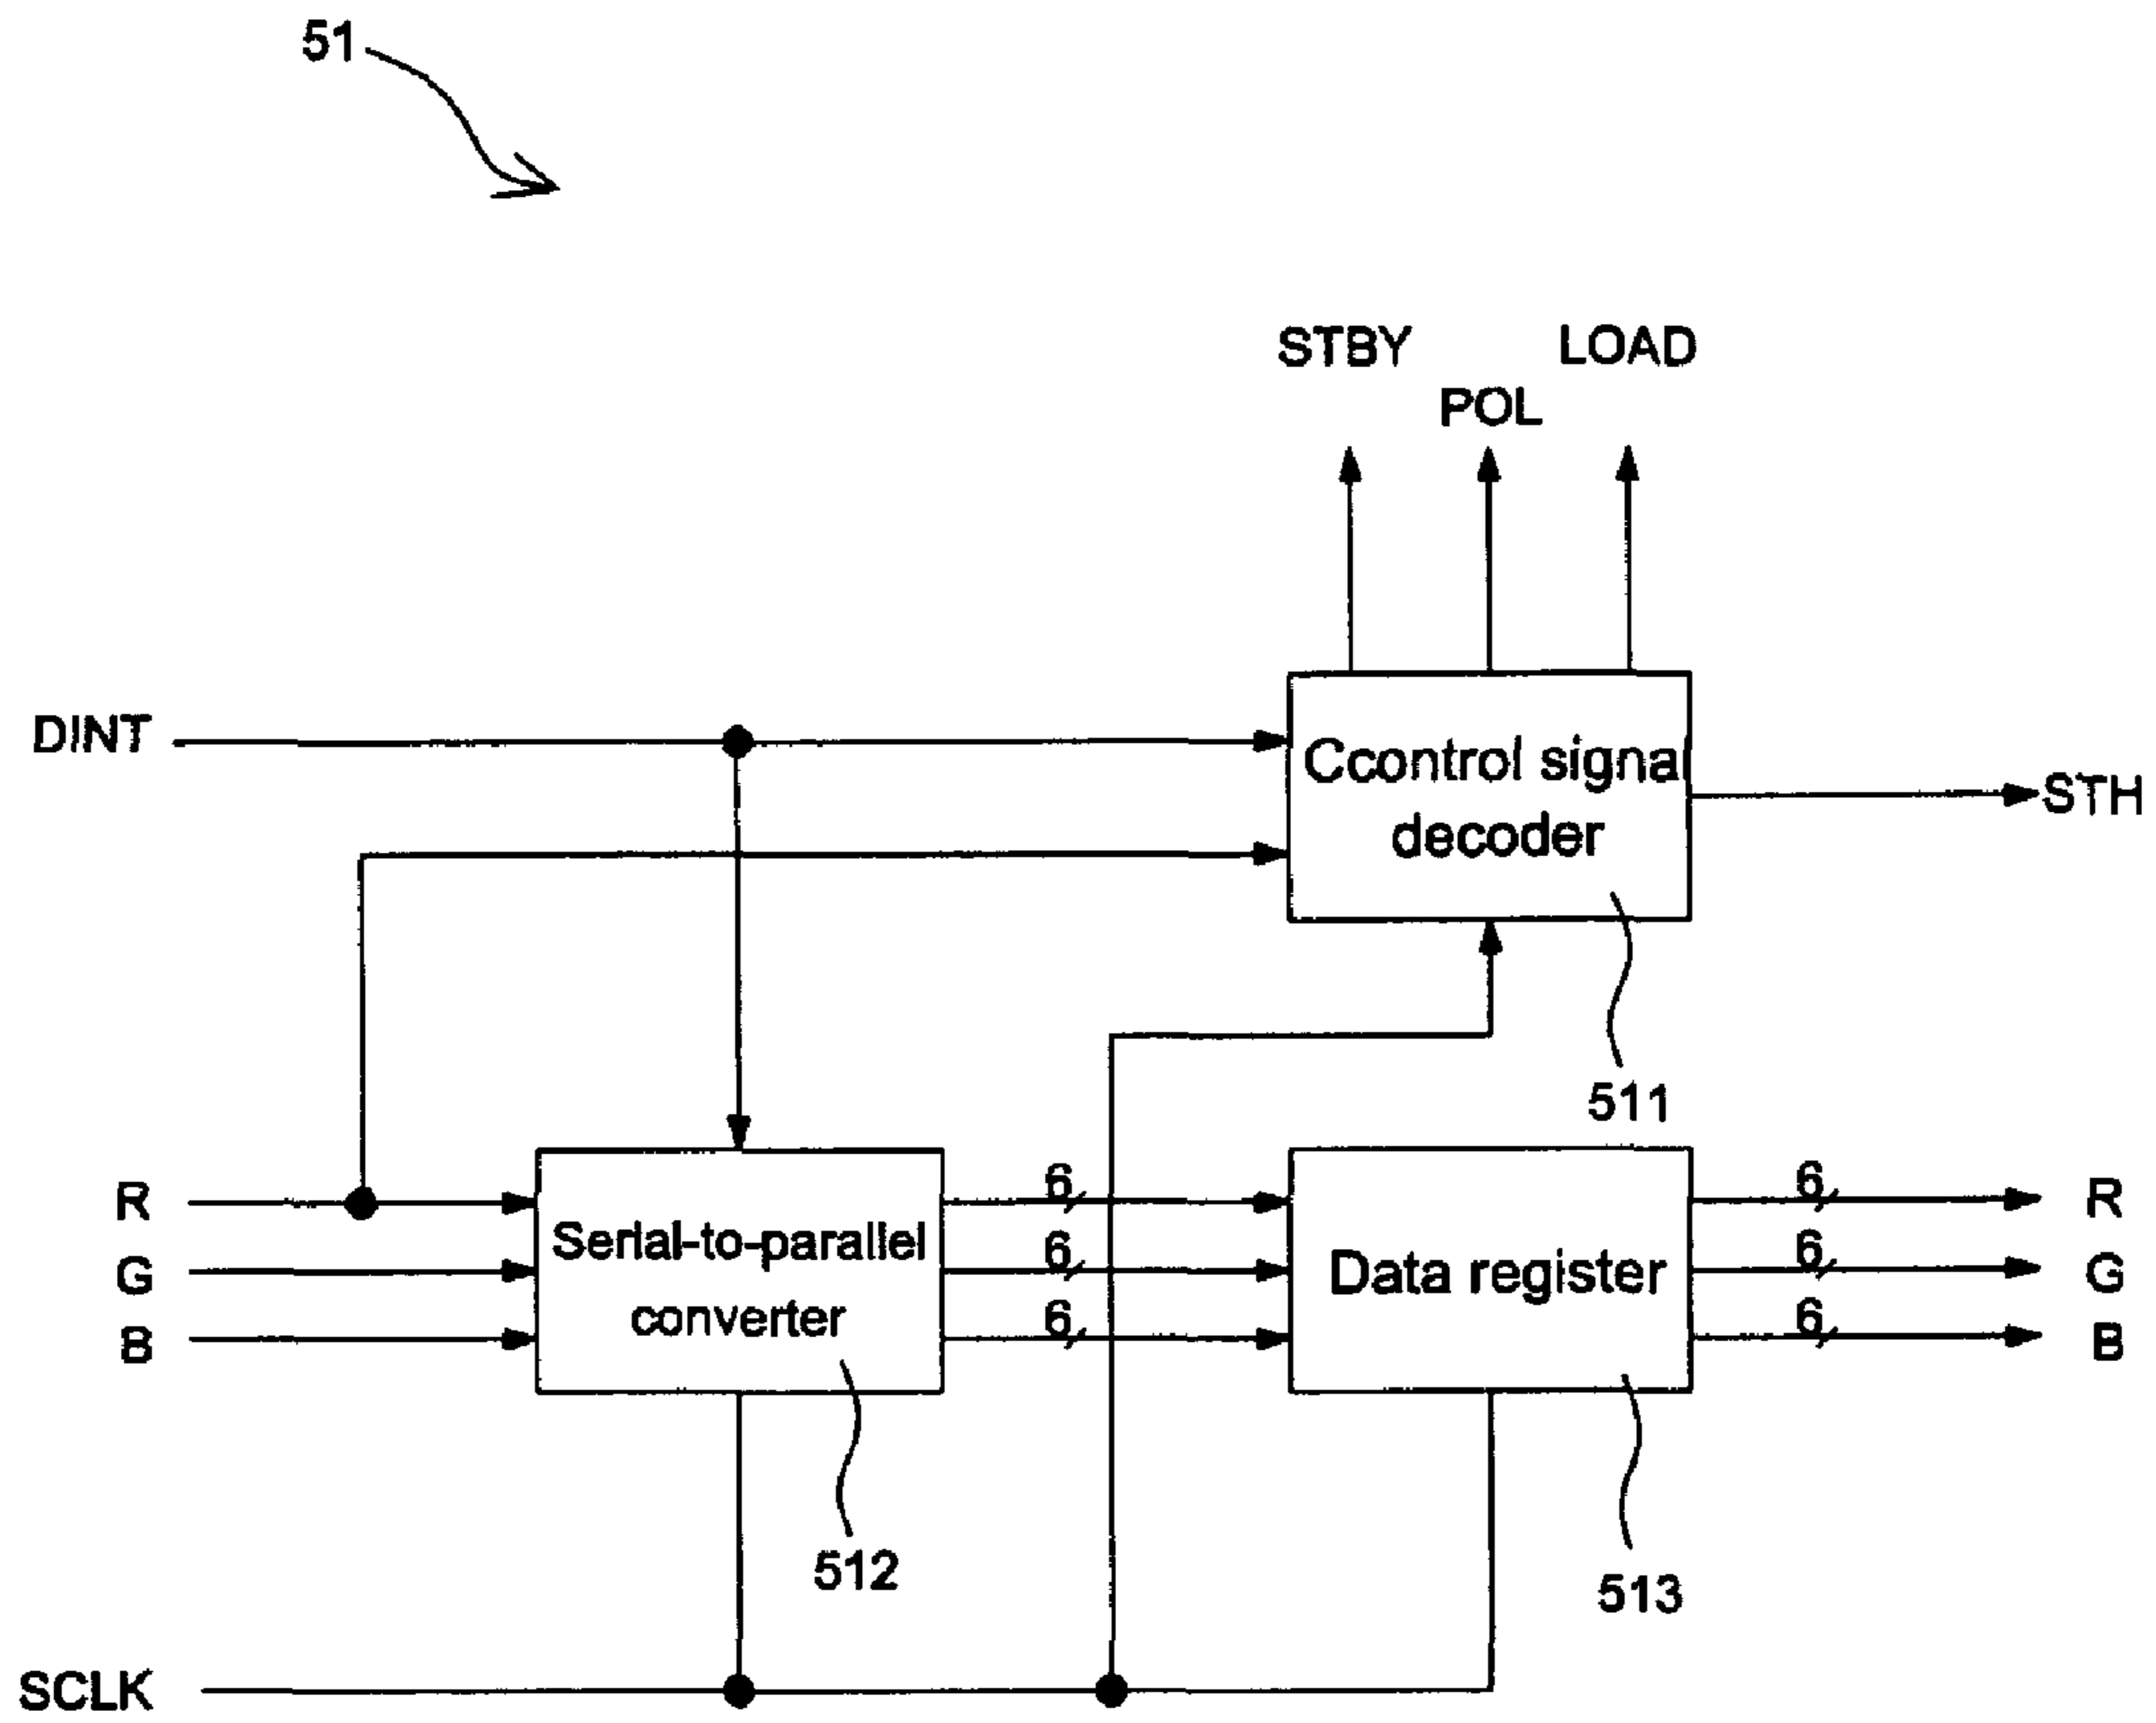 51
STBY
LOAD
POL
DINT
Ccontrol signal
decoder
STH
511
R
G
B
Serial-to-parallel
converter
6
6
6
Data register
6
6
6
R
G
B
512
513
SCLK